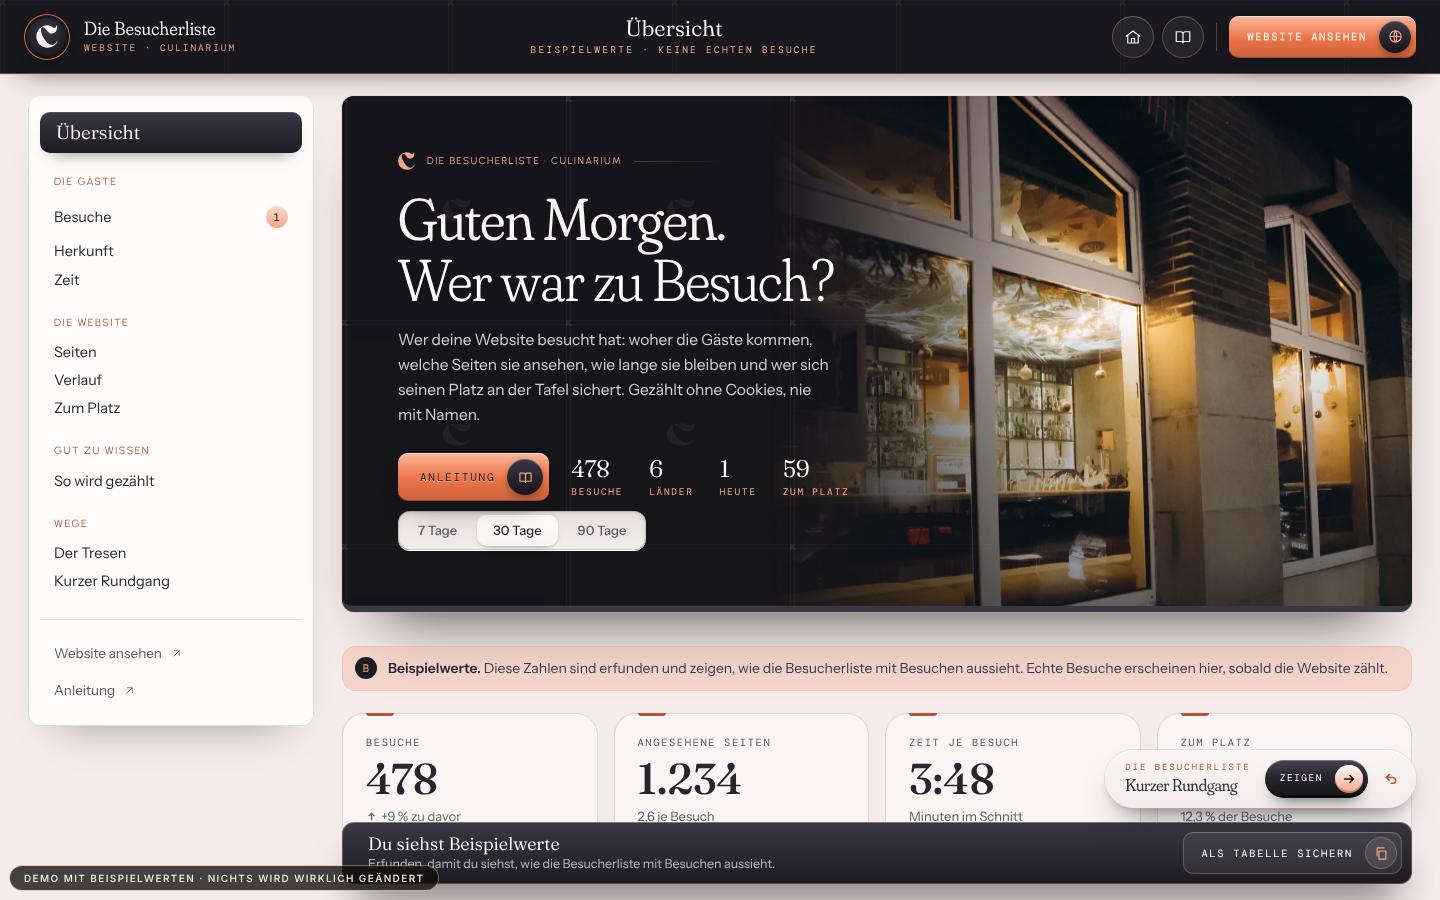 Die Besucherliste
WEBSITE · CULINARIUM
Übersicht
BEISPIELWERTE · KEINE ECHTEN BESUCHE
WEBSITE ANSEHEN
Übersicht
DIE GÄSTE
Besuche 1
Herkunft
Zeit
DIE WEBSITE
Seiten
Verlauf
Zum Platz
GUT ZU WISSEN
So wird gezählt
WEGE
Der Tresen
Kurzer Rundgang
Website ansehen
Anleitung
DIE BESUCHERLISTE · CULINARIUM
Guten Morgen.
Wer war zu Besuch?
Wer deine Website besucht hat: woher die Gäste kommen,
welche Seiten sie ansehen, wie lange sie bleiben und wer sich
seinen Platz an der Tafel sichert. Gezählt ohne Cookies, nie
mit Namen.
ANLEITUNG
478 6 1 59
BESUCHE LÄNDER HEUTE ZUM PLATZ
7 Tage 30 Tage 90 Tage
B Beispielwerte. Diese Zahlen sind erfunden und zeigen, wie die Besucherliste mit Besuchen aussieht. Echte Besuche erscheinen hier, sobald die Website zählt.
BESUCHE
478
↑ +9 % zu davor
ANGESEHENE SEITEN
1.234
2,6 je Besuch
ZEIT JE BESUCH
3:48
Minuten im Schnitt
ZUM PLATZ
12,3 % der Besuche
DIE BESUCHERLISTE
Kurzer Rundgang
ZEIGEN
Du siehst Beispielwerte
Erfunden, damit du siehst, wie die Besucherliste mit Besuchen aussieht.
ALS TABELLE SICHERN
DEMO MIT BEISPIELWERTEN · NICHTS WIRD WIRKLICH GEÄNDERT